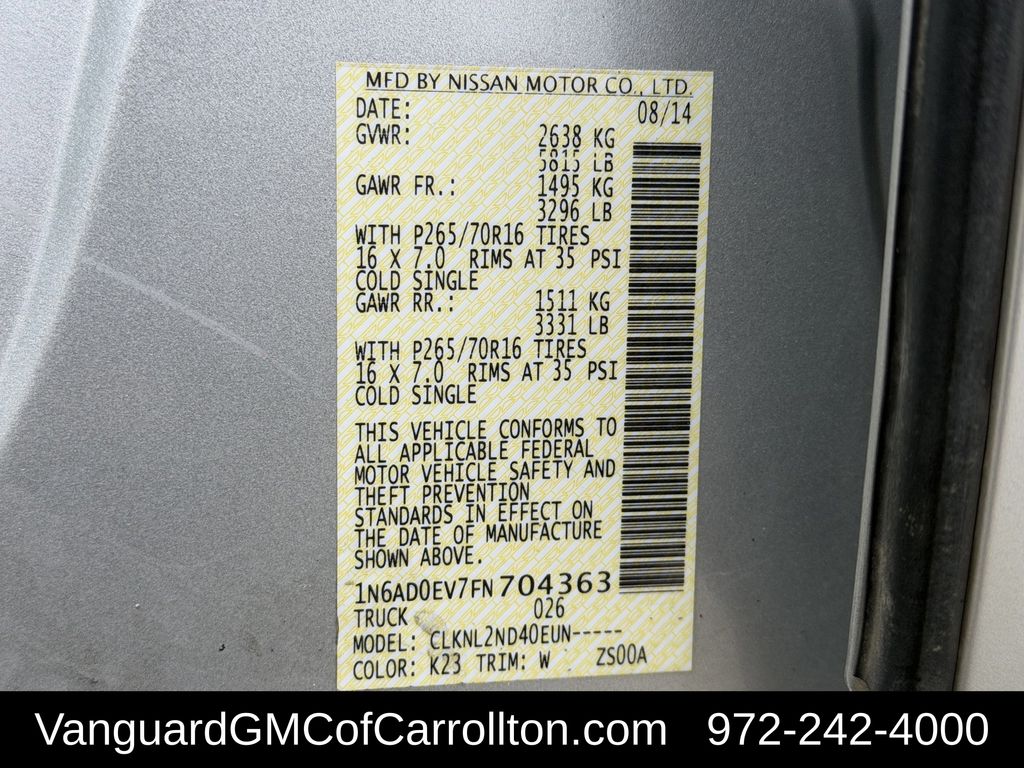 MFD BY NISSAN MOTOR CO., LTD.
DATE: 08/14
GVWR: 2638 KG
5815 LB
GAWR FR.: 1495 KG
3296 LB
WITH P265/70R16 TIRES
16 X 7.0 RIMS AT 35 PSI
COLD SINGLE
GAWR RR.: 1511 KG
3331 LB
WITH P265/70R16 TIRES
16 X 7.0 RIMS AT 35 PSI
COLD SINGLE
THIS VEHICLE CONFORMS TO
ALL APPLICABLE FEDERAL
MOTOR VEHICLE SAFETY AND
THEFT PREVENTION
STANDARDS IN EFFECT ON
THE DATE OF MANUFACTURE
SHOWN ABOVE.
1N6AD0EV7FN704363
TRUCK 026
MODEL: CLKNL2ND40EUN-----
COLOR: K23 TRIM: W ZS00A
VanguardGMCofCarrollton.com 972-242-4000